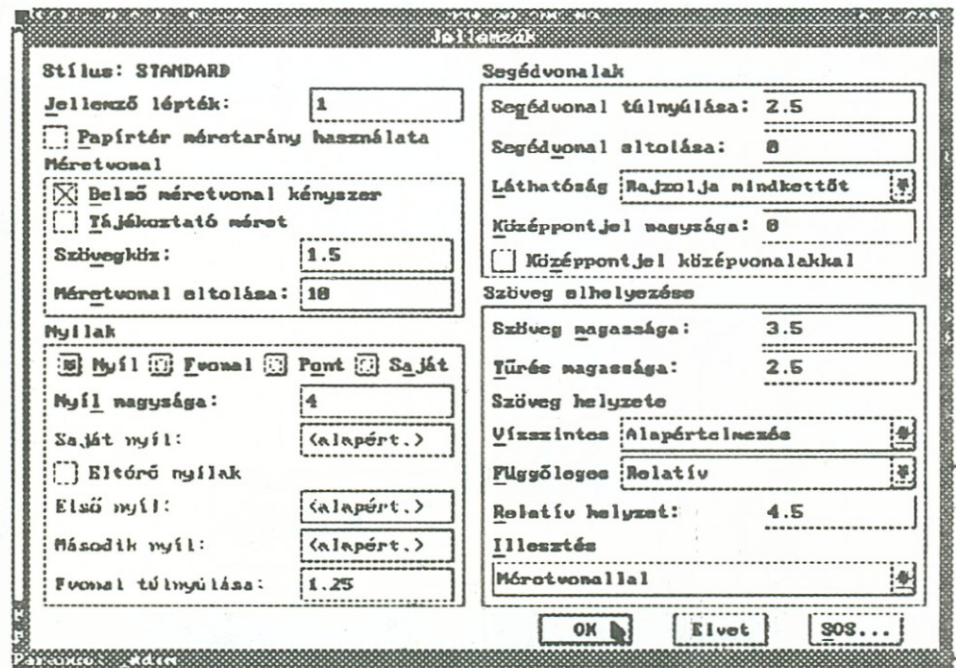 Jellemzők
Stílus: STANDARD
Jellemző lépték: 1
Papírtér méretarány használata
Méretvonal
Belső méretvonal kényszer
Tájékoztató méret
Szövegköz: 1.5
Méretvonal eltolása: 10
Nyilak
Nyíl Fvonal Pont Saját
Nyíl magysága: 4
Saját nyíl: <alapért.>
Eltérő nyilak
Első nyíl: <alapért.>
Második nyíl: <alapért.>
Fvonal túlnyúlása: 1.25
Segédvonalak
Segédvonal túlnyúlása: 2.5
Segédvonal eltolása: 0
Láthatóság Rajzolja mindkettőt
Középpontjel nagysága: 0
Középpontjel középvonalakkal
Szöveg elhelyezése
Szöveg magassága: 3.5
Tűrés magassága: 2.5
Szöveg helyzete
Vízszintes Alapértelmezés
Függőleges Relatív
Relatív helyzet: 4.5
Illesztés
Méretvonallal
OK Elvet SOS...